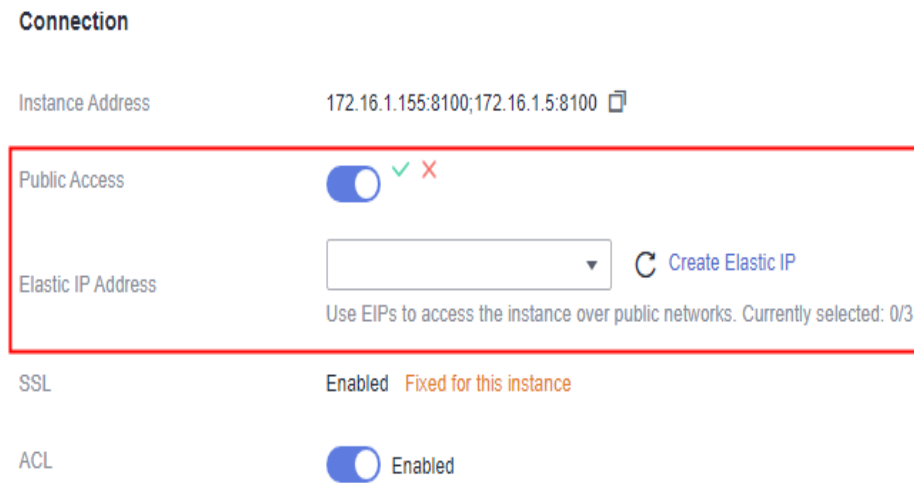 Connection
Instance Address 172.16.1.155:8100;172.16.1.5:8100
Public Access
Elastic IP Address Create Elastic IP
Use EIPs to access the instance over public networks. Currently selected: 0/3
SSL Enabled Fixed for this instance
ACL Enabled